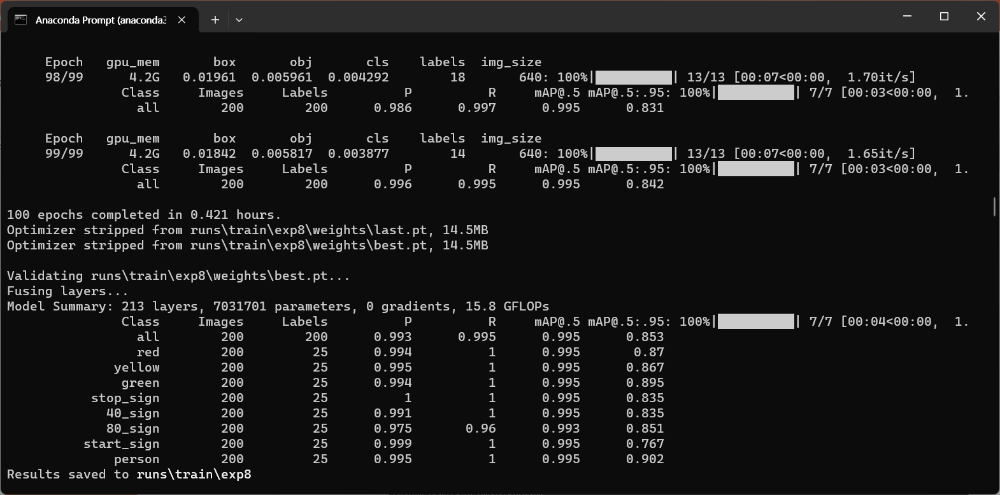 Anaconda Prompt (anaconda3
Epoch gpu_mem box obj cls labels img_size
98/99 4.2G 0.01961 0.005961 0.004292 18 640: 100%|██████████| 13/13 [00:07<00:00, 1.70it/s]
Class Images Labels P R mAP@.5 mAP@.5:.95: 100%|██████████| 7/7 [00:03<00:00, 1.
all 200 200 0.986 0.997 0.995 0.831
Epoch gpu_mem box obj cls labels img_size
99/99 4.2G 0.01842 0.005817 0.003877 14 640: 100%|██████████| 13/13 [00:07<00:00, 1.65it/s]
Class Images Labels P R mAP@.5 mAP@.5:.95: 100%|██████████| 7/7 [00:03<00:00, 1.
all 200 200 0.996 0.995 0.995 0.842
100 epochs completed in 0.421 hours.
Optimizer stripped from runs\train\exp8\weights\last.pt, 14.5MB
Optimizer stripped from runs\train\exp8\weights\best.pt, 14.5MB
Validating runs\train\exp8\weights\best.pt...
Fusing layers...
Model Summary: 213 layers, 7031701 parameters, 0 gradients, 15.8 GFLOPs
Class Images Labels P R mAP@.5 mAP@.5:.95: 100%|██████████| 7/7 [00:04<00:00, 1.
all 200 200 0.993 0.995 0.995 0.853
red 200 25 0.994 1 0.995 0.87
yellow 200 25 0.995 1 0.995 0.867
green 200 25 0.994 1 0.995 0.895
stop_sign 200 25 1 1 0.995 0.835
40_sign 200 25 0.991 1 0.995 0.835
80_sign 200 25 0.975 0.96 0.993 0.851
start_sign 200 25 0.999 1 0.995 0.767
person 200 25 0.995 1 0.995 0.902
Results saved to runs\train\exp8